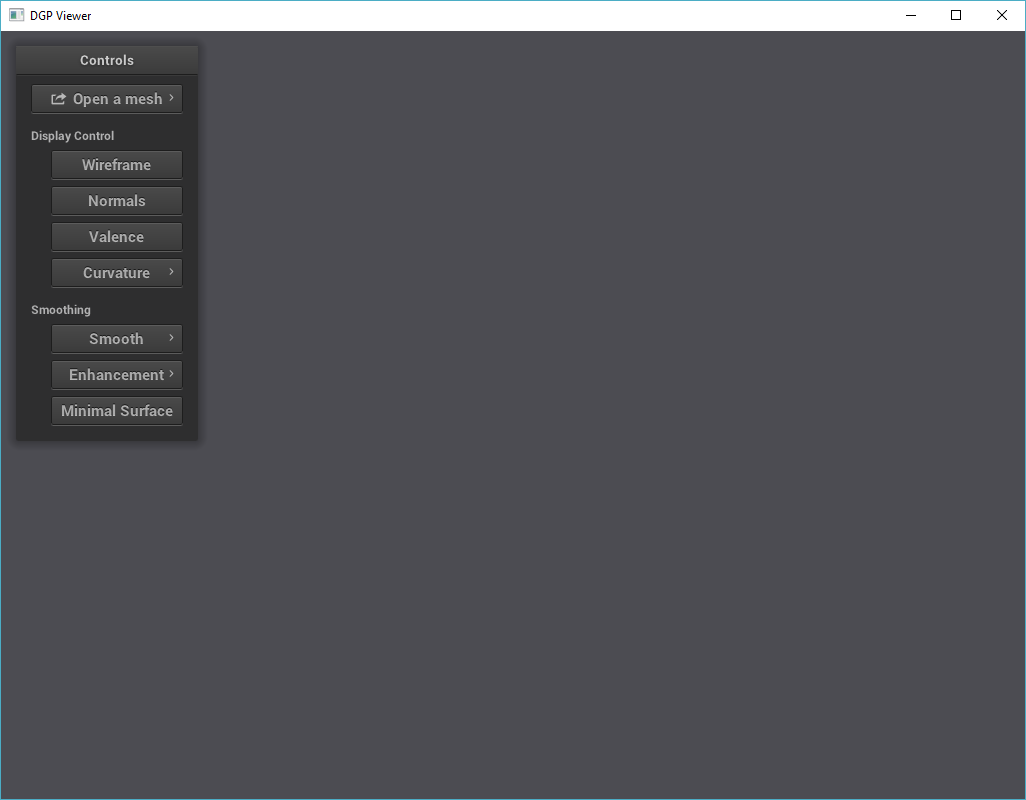 DGP Viewer
Controls
Open a mesh
Display Control
Wireframe
Normals
Valence
Curvature
Smoothing
Smooth
Enhancement
Minimal Surface